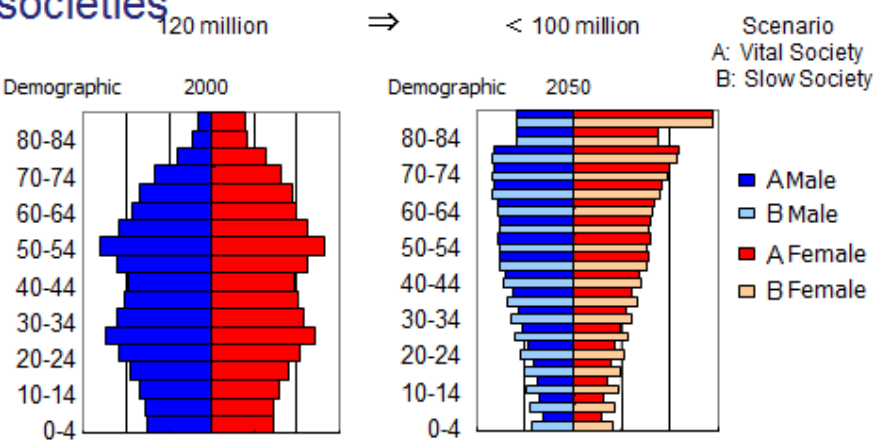 societies
120 million ⇒ < 100 million
Scenario
A: Vital Society
B: Slow Society
Demographic 2000
80-84
70-74
60-64
50-54
40-44
30-34
20-24
10-14
0-4
Demographic 2050
80-84
70-74
60-64
50-54
40-44
30-34
20-24
10-14
0-4
A Male
B Male
A Female
B Female